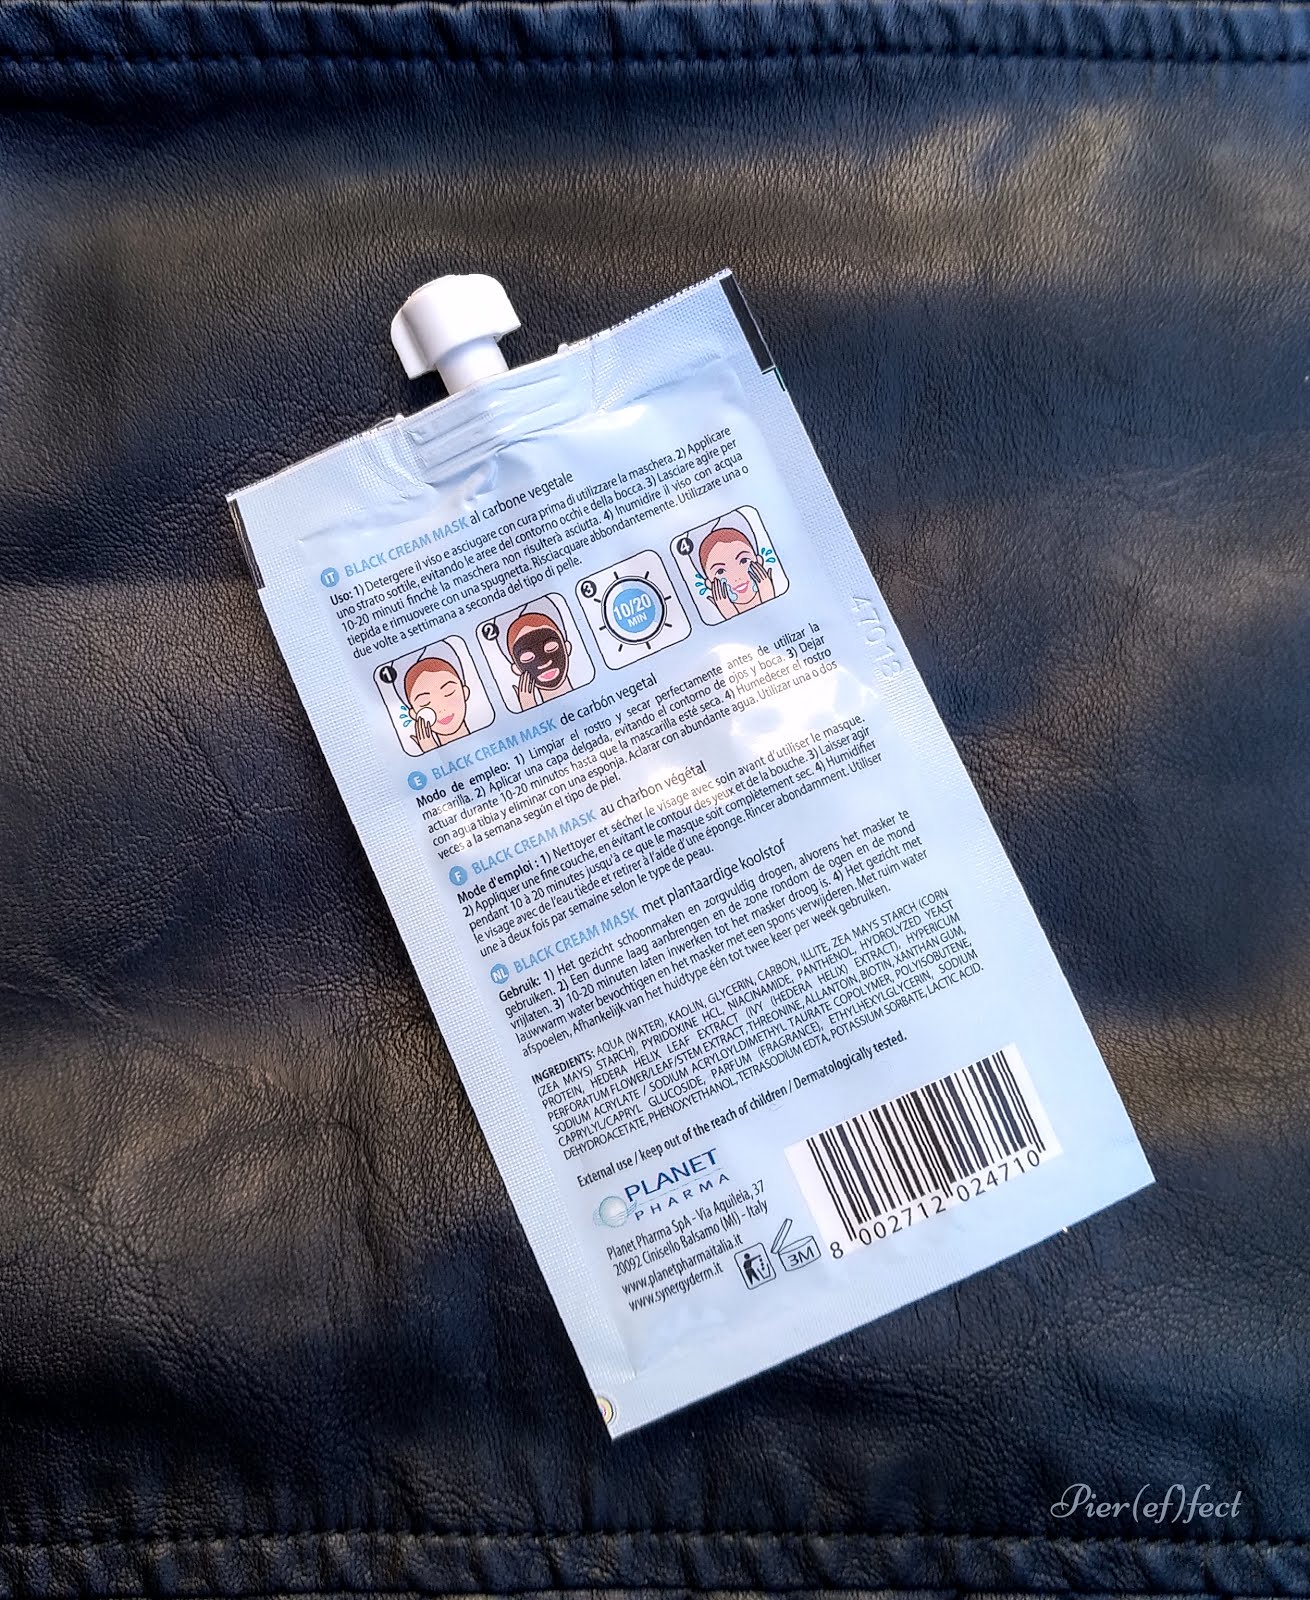 IT BLACK CREAM MASK al carbone vegetale
Uso: 1) Detergere il viso e asciugare con cura prima di utilizzare la maschera. 2) Applicare
uno strato sottile, evitando le aree del contorno occhi e della bocca. 3) Lasciare agire per
10-20 minuti finché la maschera non risulterà asciutta. 4) Inumidire il viso con acqua
tiepida e rimuovere con una spugnetta. Risciacquare abbondantemente. Utilizzare una o
due volte a settimana a seconda del tipo di pelle.
1
2
3
10/20
MIN
4
E BLACK CREAM MASK de carbón vegetal
Modo de empleo: 1) Limpiar el rostro y secar perfectamente antes de utilizar la
mascarilla. 2) Aplicar una capa delgada, evitando el contorno de ojos y boca. 3) Dejar
actuar durante 10-20 minutos hasta que la mascarilla esté seca. 4) Humedecer el rostro
con agua tibia y eliminar con una esponja. Aclarar con abundante agua. Utilizar una o dos
veces a la semana según el tipo de piel.
F BLACK CREAM MASK au charbon végétal
Mode d'emploi : 1) Nettoyer et sécher le visage avec soin avant d'utiliser le masque.
2) Appliquer une fine couche, en évitant le contour des yeux et de la bouche. 3) Laisser agir
pendant 10 à 20 minutes jusqu'à ce que le masque soit complètement sec. 4) Humidifier
le visage avec de l'eau tiède et retirer à l'aide d'une éponge. Rincer abondamment. Utiliser
une à deux fois par semaine selon le type de peau.
NL BLACK CREAM MASK met plantaardige koolstof
Gebruik: 1) Het gezicht schoonmaken en zorgvuldig drogen, alvorens het masker te
gebruiken. 2) Een dunne laag aanbrengen en de zone rondom de ogen en de mond
vrijlaten. 3) 10-20 minuten laten inwerken tot het masker droog is. 4) Het gezicht met
lauwwarm water bevochtigen en het masker met een spons verwijderen. Met ruim water
afspoelen, Afhankelijk van het huidtype één tot twee keer per week gebruiken.
INGREDIENTS: AQUA (WATER), KAOLIN, GLYCERIN, CARBON, ILLITE, ZEA MAYS STARCH (CORN
(ZEA MAYS) STARCH), PYRIDOXINE HCL, NIACINAMIDE, PANTHENOL, HYDROLYZED YEAST
PROTEIN, HEDERA HELIX LEAF EXTRACT (IVY (HEDERA HELIX) EXTRACT), HYPERICUM
PERFORATUM FLOWER/LEAF/STEM EXTRACT, THREONINE, ALLANTOIN, BIOTIN, XANTHAN GUM,
SODIUM ACRYLATE / SODIUM ACRYLOYLDIMETHYL TAURATE COPOLYMER, POLYISOBUTENE,
CAPRYLYL/CAPRYL GLUCOSIDE, PARFUM (FRAGRANCE), ETHYLHEXYLGLYCERIN, SODIUM
DEHYDROACETATE, PHENOXYETHANOL, TETRASODIUM EDTA, POTASSIUM SORBATE, LACTIC ACID.
External use / keep out of the reach of children / Dermatologically tested.
PLANET
PHARMA
Planet Pharma SpA - Via Aquileia, 37
20092 Cinisello Balsamo (MI) - Italy
www.planetpharmaitalia.it
www.synergyderm.it
3M
8 002712 024710
47018
Pier(ef)fect